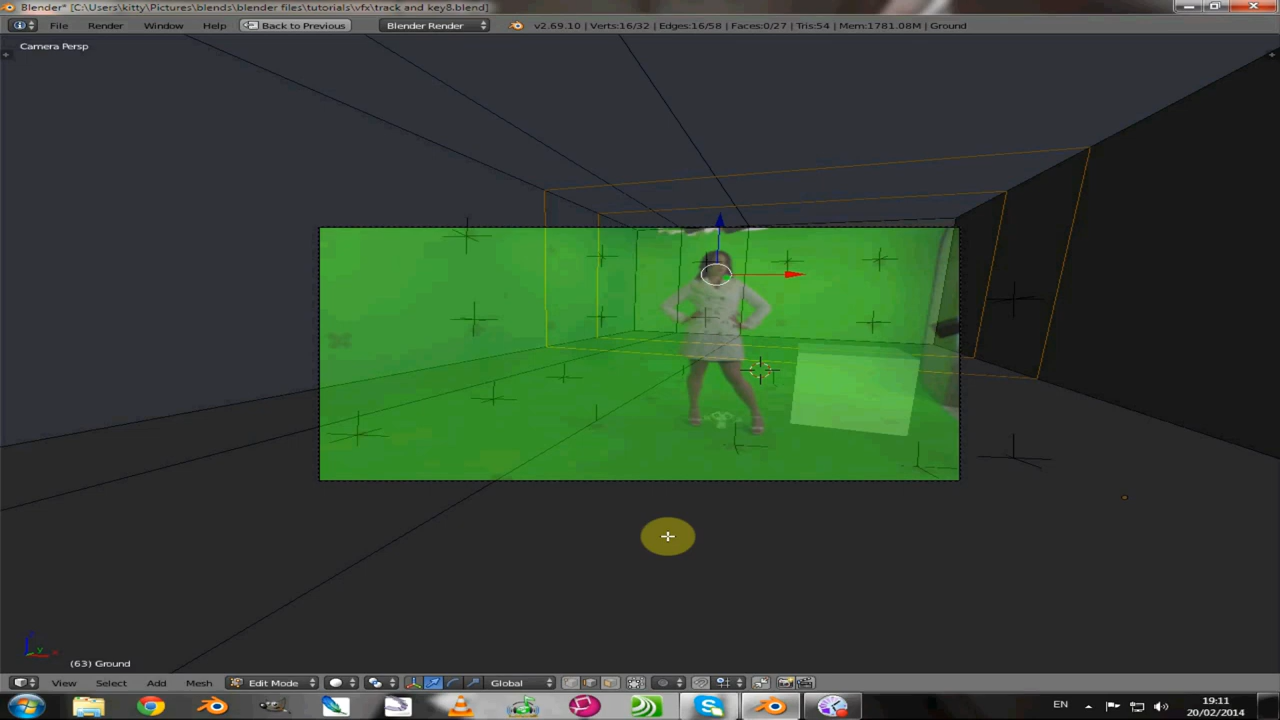 Blender* [C:\Users\kitty\Pictures\blends\blender files\tutorials\vfx\track and key8.blend]
File Render Window Help Back to Previous Blender Render v2.69.10 | Verts:16/32 | Edges:16/58 | Faces:0/27 | Tris:54 | Mem:1781.08M | Ground
Camera Persp
(63) Ground
View Select Add Mesh Edit Mode Global
EN 19:11
20/02/2014